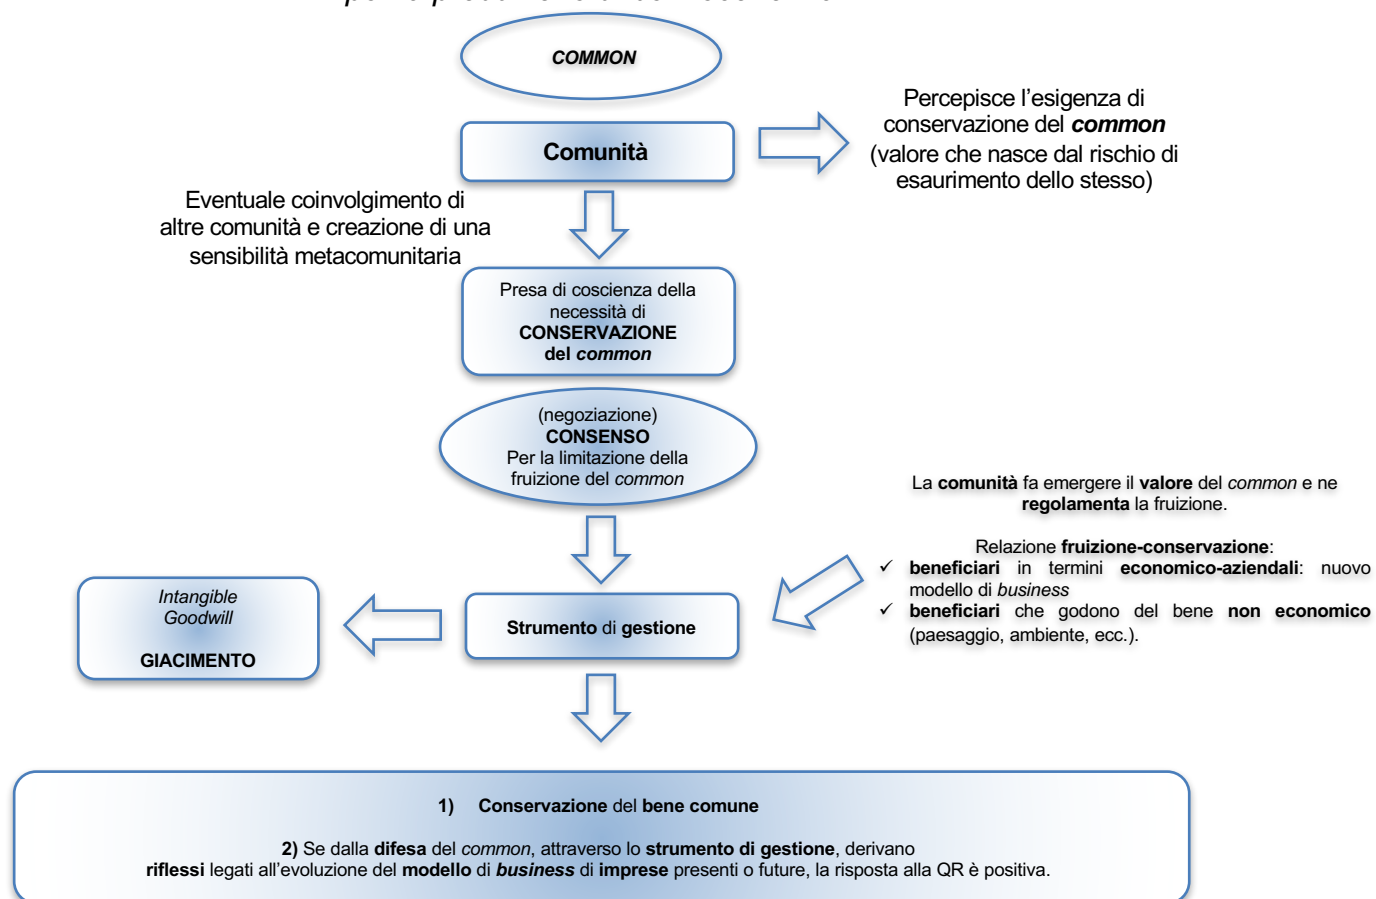 COMMON
Percepisce l’esigenza di
conservazione del common
(valore che nasce dal rischio di
esaurimento dello stesso)
Comunità
Eventuale coinvolgimento di
altre comunità e creazione di una
sensibilità metacomunitaria
Presa di coscienza della
necessità di
CONSERVAZIONE
del common
(negoziazione)
CONSENSO
Per la limitazione della
fruizione del common
La comunità fa emergere il valore del common e ne
regolamenta la fruizione.
Relazione fruizione-conservazione:
✓ beneficiari in termini economico-aziendali: nuovo
modello di business
✓ beneficiari che godono del bene non economico
(paesaggio, ambiente, ecc.).
Intangible
Goodwill
GIACIMENTO
Strumento di gestione
1) Conservazione del bene comune
2) Se dalla difesa del common, attraverso lo strumento di gestione, derivano
riflessi legati all’evoluzione del modello di business di imprese presenti o future, la risposta alla QR è positiva.